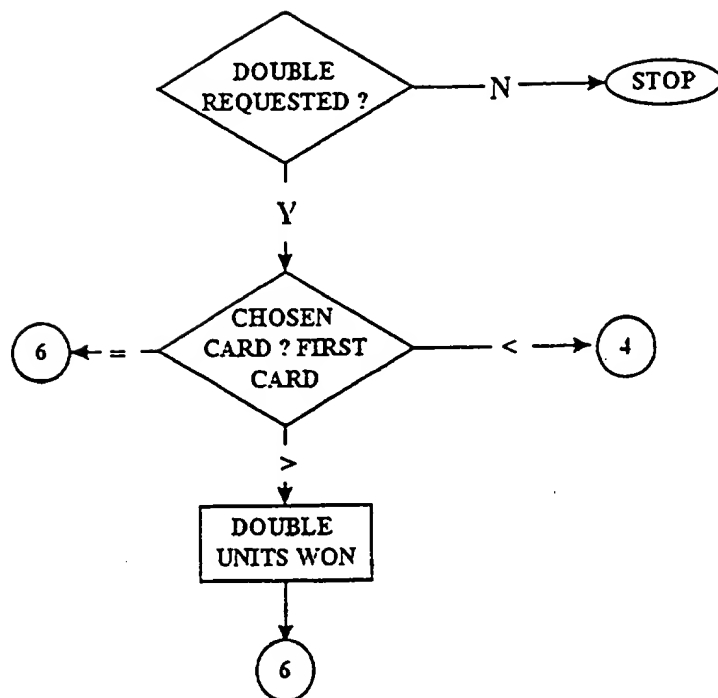 DOUBLE
REQUESTED ?
N
STOP
Y
CHOSEN
CARD ? FIRST
CARD
6
=
<
4
>
DOUBLE
UNITS WON
6